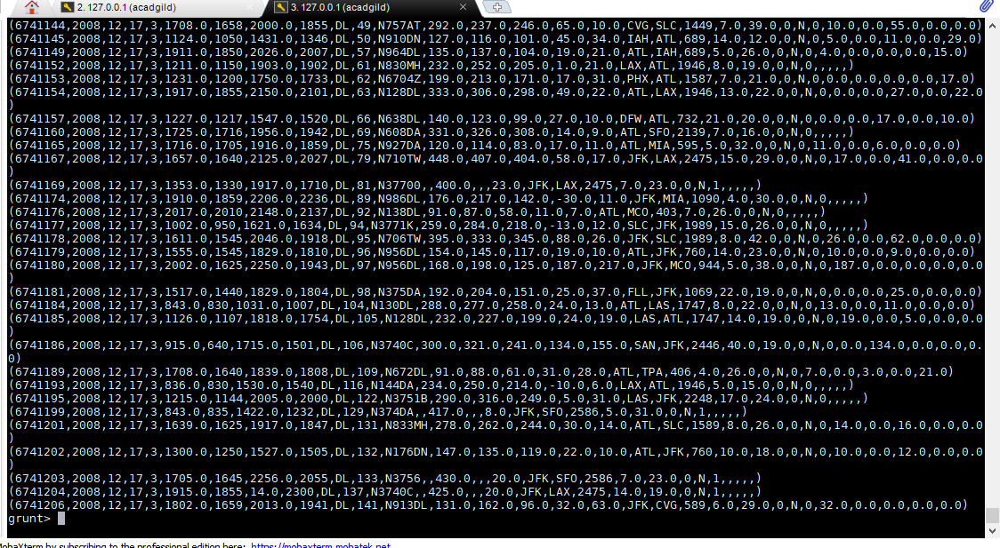 2. 127.0.0.1 (acadgild)
3. 127.0.0.1 (acadgild)
(6741144,2008,12,17,3,1708.0,1658,2000.0,1855,DL,49,N757AT,292.0,237.0,246.0,65.0,10.0,CVG,SLC,1449,7.0,39.0,0,N,0,10.0,0.0,55.0,0.0,0.0)
(6741145,2008,12,17,3,1124.0,1050,1431.0,1346,DL,50,N910DN,127.0,116.0,101.0,45.0,34.0,IAH,ATL,689,14.0,12.0,0,N,0,5.0,0.0,11.0,0.0,29.0)
(6741149,2008,12,17,3,1911.0,1850,2026.0,2007,DL,57,N964DL,135.0,137.0,104.0,19.0,21.0,ATL,IAH,689,5.0,26.0,0,N,0,4.0,0.0,0.0,0.0,15.0)
(6741152,2008,12,17,3,1211.0,1150,1903.0,1902,DL,61,N830MH,232.0,252.0,205.0,1.0,21.0,LAX,ATL,1946,8.0,19.0,0,N,0,,,,,)
(6741153,2008,12,17,3,1231.0,1200,1750.0,1733,DL,62,N6704Z,199.0,213.0,171.0,17.0,31.0,PHX,ATL,1587,7.0,21.0,0,N,0,0.0,0.0,0.0,0.0,17.0)
(6741154,2008,12,17,3,1917.0,1855,2150.0,2101,DL,63,N128DL,333.0,306.0,298.0,49.0,22.0,ATL,LAX,1946,13.0,22.0,0,N,0,0.0,0.0,27.0,0.0,22.0
)
(6741157,2008,12,17,3,1227.0,1217,1547.0,1520,DL,66,N638DL,140.0,123.0,99.0,27.0,10.0,DFW,ATL,732,21.0,20.0,0,N,0,0.0,0.0,17.0,0.0,10.0)
(6741160,2008,12,17,3,1725.0,1716,1956.0,1942,DL,69,N608DA,331.0,326.0,308.0,14.0,9.0,ATL,SFO,2139,7.0,16.0,0,N,0,,,,,)
(6741165,2008,12,17,3,1716.0,1705,1916.0,1859,DL,75,N927DA,120.0,114.0,83.0,17.0,11.0,ATL,MIA,595,5.0,32.0,0,N,0,11.0,0.0,6.0,0.0,0.0)
(6741167,2008,12,17,3,1657.0,1640,2125.0,2027,DL,79,N710TW,448.0,407.0,404.0,58.0,17.0,JFK,LAX,2475,15.0,29.0,0,N,0,17.0,0.0,41.0,0.0,0.0
)
(6741169,2008,12,17,3,1353.0,1330,1917.0,1710,DL,81,N37700,,400.0,,,23.0,JFK,LAX,2475,7.0,23.0,0,N,1,,,,,)
(6741174,2008,12,17,3,1910.0,1859,2206.0,2236,DL,89,N986DL,176.0,217.0,142.0,-30.0,11.0,JFK,MIA,1090,4.0,30.0,0,N,0,,,,,)
(6741176,2008,12,17,3,2017.0,2010,2148.0,2137,DL,92,N138DL,91.0,87.0,58.0,11.0,7.0,ATL,MCO,403,7.0,26.0,0,N,0,,,,,)
(6741177,2008,12,17,3,1002.0,950,1621.0,1634,DL,94,N3771K,259.0,284.0,218.0,-13.0,12.0,SLC,JFK,1989,15.0,26.0,0,N,0,,,,,)
(6741178,2008,12,17,3,1611.0,1545,2046.0,1918,DL,95,N706TW,395.0,333.0,345.0,88.0,26.0,JFK,SLC,1989,8.0,42.0,0,N,0,26.0,0.0,62.0,0.0,0.0)
(6741179,2008,12,17,3,1555.0,1545,1829.0,1810,DL,96,N956DL,154.0,145.0,117.0,19.0,10.0,ATL,JFK,760,14.0,23.0,0,N,0,10.0,0.0,9.0,0.0,0.0)
(6741180,2008,12,17,3,2002.0,1625,2250.0,1943,DL,97,N956DL,168.0,198.0,125.0,187.0,217.0,JFK,MCO,944,5.0,38.0,0,N,0,187.0,0.0,0.0,0.0,0.0
)
(6741181,2008,12,17,3,1517.0,1440,1829.0,1804,DL,98,N375DA,192.0,204.0,151.0,25.0,37.0,FLL,JFK,1069,22.0,19.0,0,N,0,0.0,0.0,25.0,0.0,0.0)
(6741184,2008,12,17,3,843.0,830,1031.0,1007,DL,104,N130DL,288.0,277.0,258.0,24.0,13.0,ATL,LAS,1747,8.0,22.0,0,N,0,13.0,0.0,11.0,0.0,0.0)
(6741185,2008,12,17,3,1126.0,1107,1818.0,1754,DL,105,N128DL,232.0,227.0,199.0,24.0,19.0,LAS,ATL,1747,14.0,19.0,0,N,0,19.0,0.0,5.0,0.0,0.0
)
(6741186,2008,12,17,3,915.0,640,1715.0,1501,DL,106,N3740C,300.0,321.0,241.0,134.0,155.0,SAN,JFK,2446,40.0,19.0,0,N,0,0.0,134.0,0.0,0.0,0.
0)
(6741189,2008,12,17,3,1708.0,1640,1839.0,1808,DL,109,N672DL,91.0,88.0,61.0,31.0,28.0,ATL,TPA,406,4.0,26.0,0,N,0,7.0,0.0,3.0,0.0,21.0)
(6741193,2008,12,17,3,836.0,830,1530.0,1540,DL,116,N144DA,234.0,250.0,214.0,-10.0,6.0,LAX,ATL,1946,5.0,15.0,0,N,0,,,,,)
(6741195,2008,12,17,3,1215.0,1144,2005.0,2000,DL,122,N3751B,290.0,316.0,249.0,5.0,31.0,LAS,JFK,2248,17.0,24.0,0,N,0,,,,,)
(6741199,2008,12,17,3,843.0,835,1422.0,1232,DL,129,N374DA,,417.0,,,8.0,JFK,SFO,2586,5.0,31.0,0,N,1,,,,,)
(6741201,2008,12,17,3,1639.0,1625,1917.0,1847,DL,131,N833MH,278.0,262.0,244.0,30.0,14.0,ATL,SLC,1589,8.0,26.0,0,N,0,14.0,0.0,16.0,0.0,0.0
)
(6741202,2008,12,17,3,1300.0,1250,1527.0,1505,DL,132,N176DN,147.0,135.0,119.0,22.0,10.0,ATL,JFK,760,10.0,18.0,0,N,0,10.0,0.0,12.0,0.0,0.0
)
(6741203,2008,12,17,3,1705.0,1645,2256.0,2055,DL,133,N3756,,430.0,,,20.0,JFK,SFO,2586,7.0,23.0,0,N,1,,,,,)
(6741204,2008,12,17,3,1915.0,1855,14.0,2300,DL,137,N3740C,,425.0,,,20.0,JFK,LAX,2475,14.0,19.0,0,N,1,,,,,)
(6741206,2008,12,17,3,1802.0,1659,2013.0,1941,DL,141,N913DL,131.0,162.0,96.0,32.0,63.0,JFK,CVG,589,6.0,29.0,0,N,0,32.0,0.0,0.0,0.0,0.0)
grunt>
MobaXterm by subscribing to the professional edition here: https://mobaxterm.mobatek.net